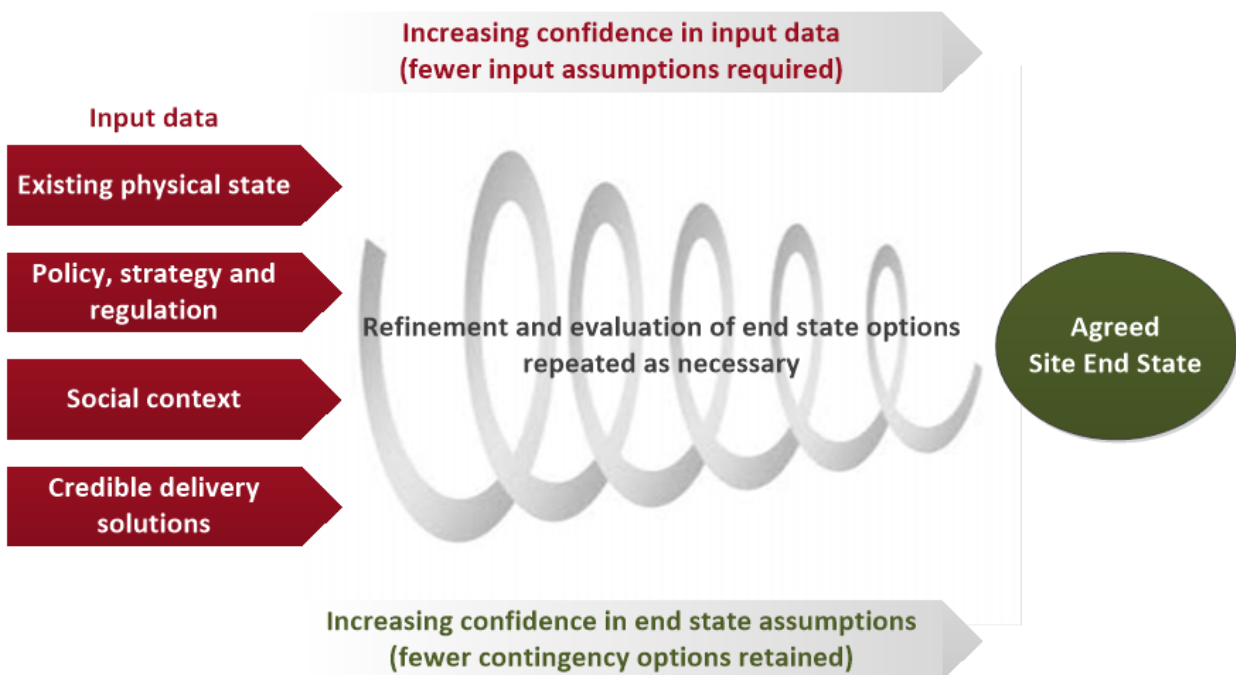 Increasing confidence in input data
(fewer input assumptions required)
Input data
Existing physical state
Policy, strategy and
regulation
Social context
Credible delivery
solutions
Refinement and evaluation of end state options
repeated as necessary
Agreed
Site End State
Increasing confidence in end state assumptions
(fewer contingency options retained)